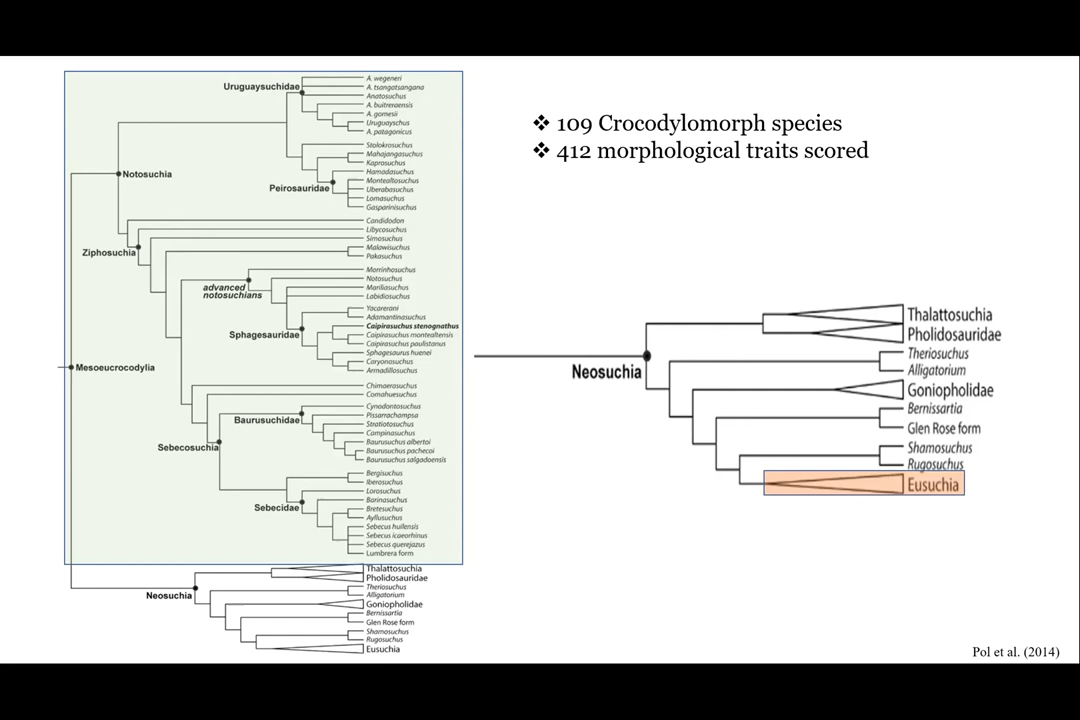 Uruguaysuchidae
A. wegeneri
A. tsangatsangana
Anatosuchus
A. buitreraensis
A. gomesii
Uruguayschus
A. patagonicus
Stolokrosuchus
Mahajangasuchus
Kaprosuchus
Hamadasuchus
Peirosauridae
Montealtosuchus
Uberabasuchus
Lomasuchus
Gasparinisuchus
Notosuchia
Candidodon
Libycosuchus
Simosuchus
Ziphosuchia
Malawisuchus
Pakasuchus
Morrinhosuchus
Notosuchus
advanced
notosuchians
Mariliasuchus
Labidiosuchus
Yacarerani
Adamantinasuchus
Caipirasuchus stenognathus
Sphagesauridae
Caipirasuchus montealtensis
Caipirasuchus paulistanus
Sphagesaurus huenei
Caryonosuchus
Armadillosuchus
Mesoeucrocodylia
Chimaerasuchus
Comahuesuchus
Cynodontosuchus
Pissarrachampsa
Baurusuchidae
Stratiotosuchus
Campinasuchus
Baurusuchus albertoi
Baurusuchus pachecoi
Baurusuchus salgadoensis
Sebecosuchia
Bergisuchus
Iberosuchus
Lorosuchus
Barinasuchus
Sebecidae
Bretesuchus
Ayllusuchus
Sebecus huilensis
Sebecus icaeorhinus
Sebecus querejazus
Lumbrera form
Thalattosuchia
Pholidosauridae
Neosuchia
Theriosuchus
Alligatorium
Goniopholidae
Bernissartia
Glen Rose form
Shamosuchus
Rugosuchus
Eusuchia
❖ 109 Crocodylomorph species
❖ 412 morphological traits scored
Thalattosuchia
Pholidosauridae
Neosuchia
Theriosuchus
Alligatorium
Goniopholidae
Bernissartia
Glen Rose form
Shamosuchus
Rugosuchus
Eusuchia
Pol et al. (2014)